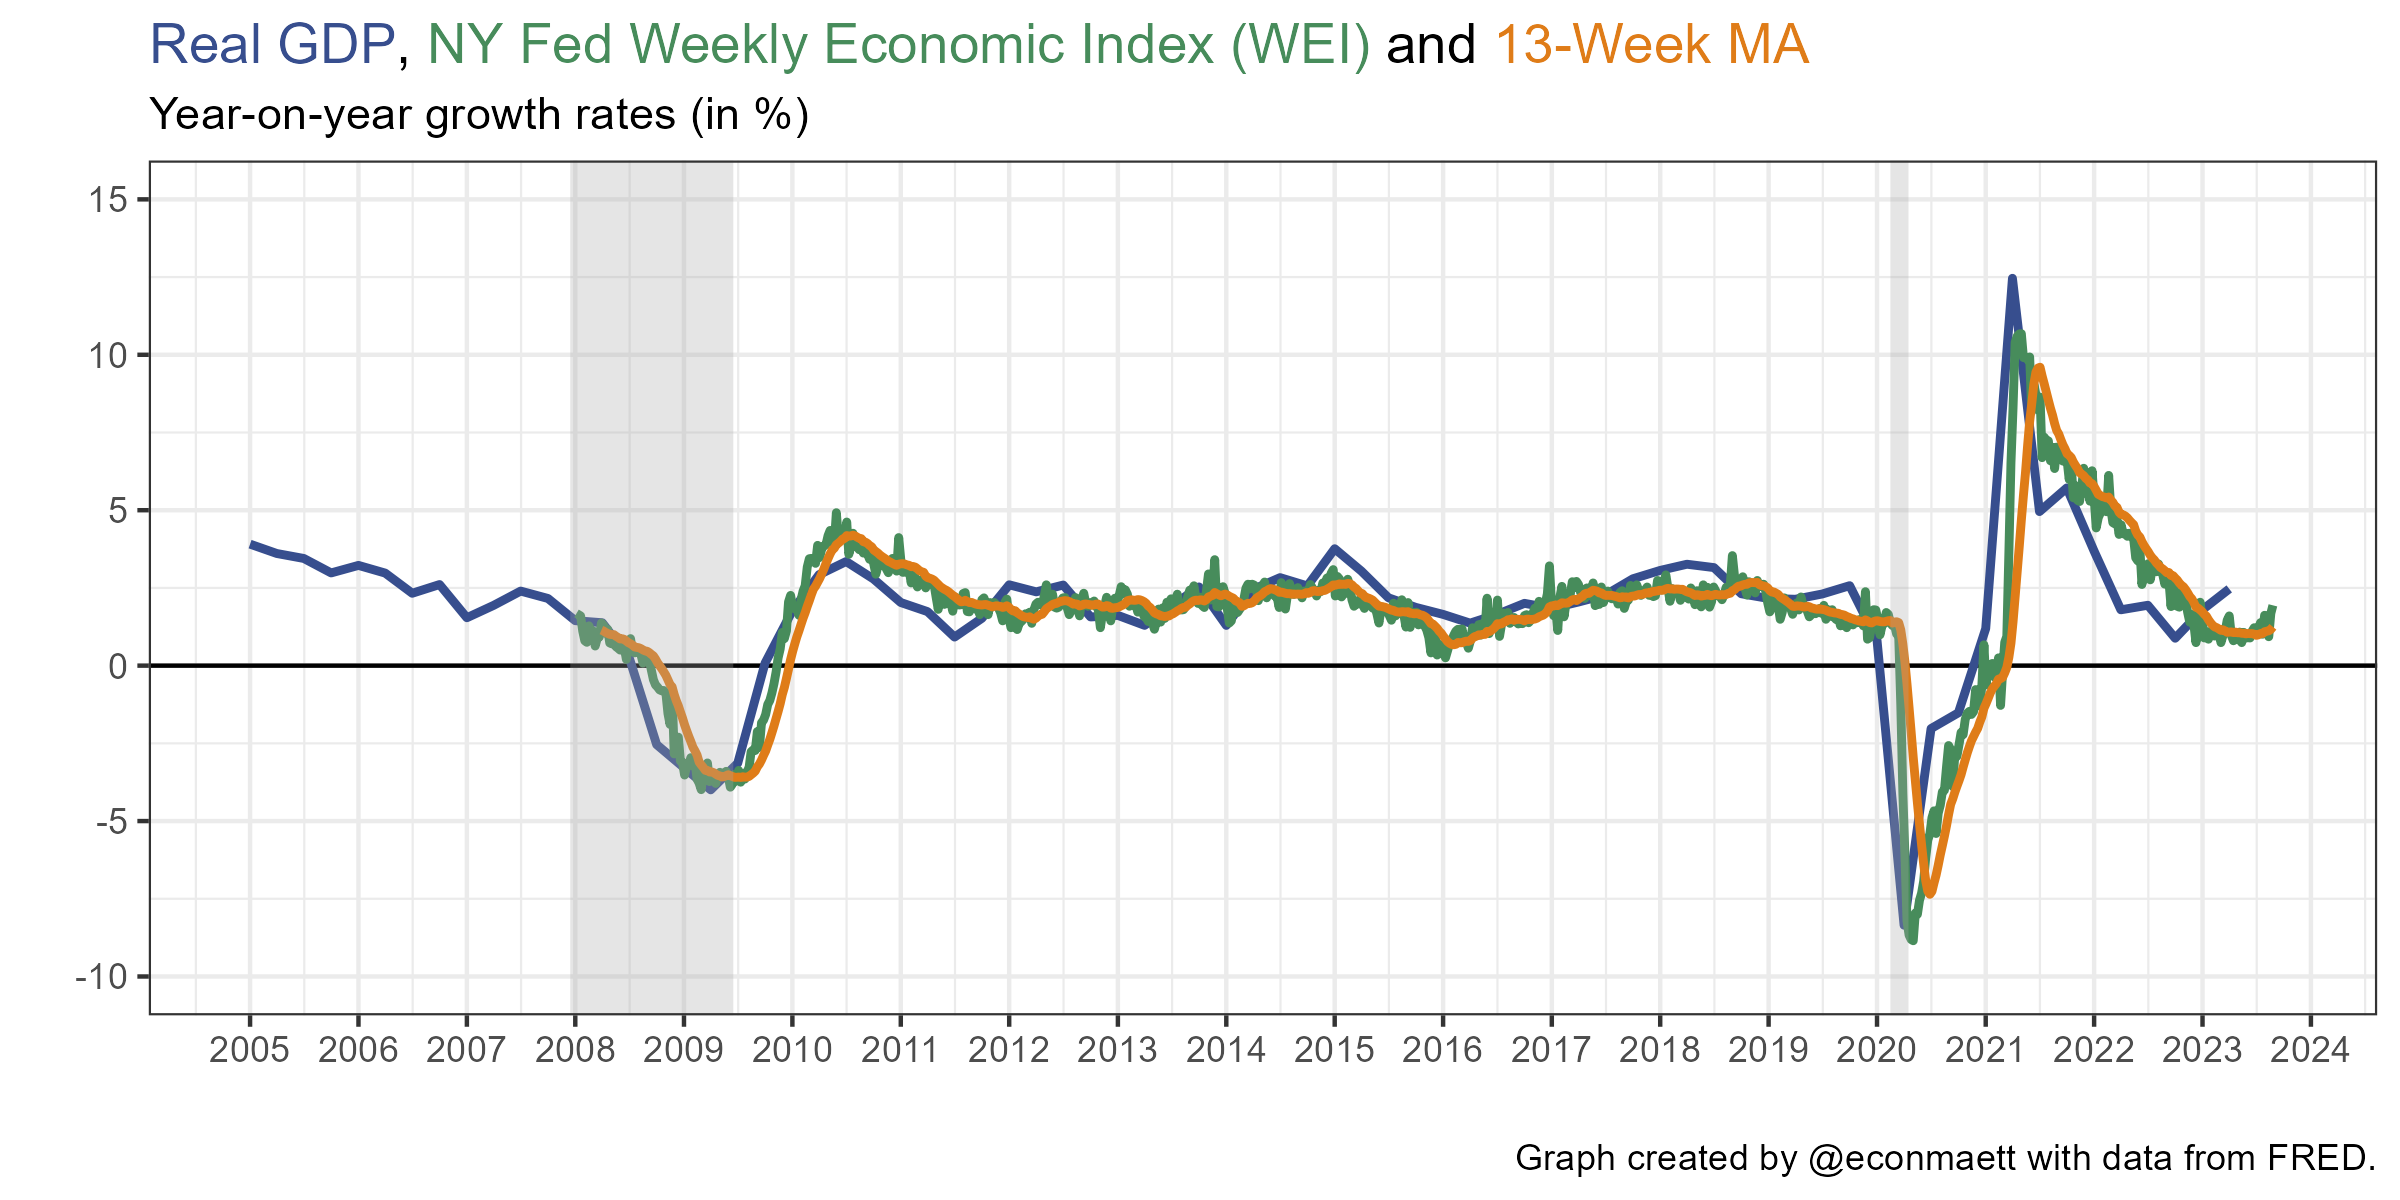 Real GDP, NY Fed Weekly Economic Index (WEI) and 13-Week MA
Year-on-year growth rates (in %)
15
10
5
0
-5
-10
2005 2006 2007 2008 2009 2010 2011 2012 2013 2014 2015 2016 2017 2018 2019 2020 2021 2022 2023 2024
Graph created by @econmaett with data from FRED.